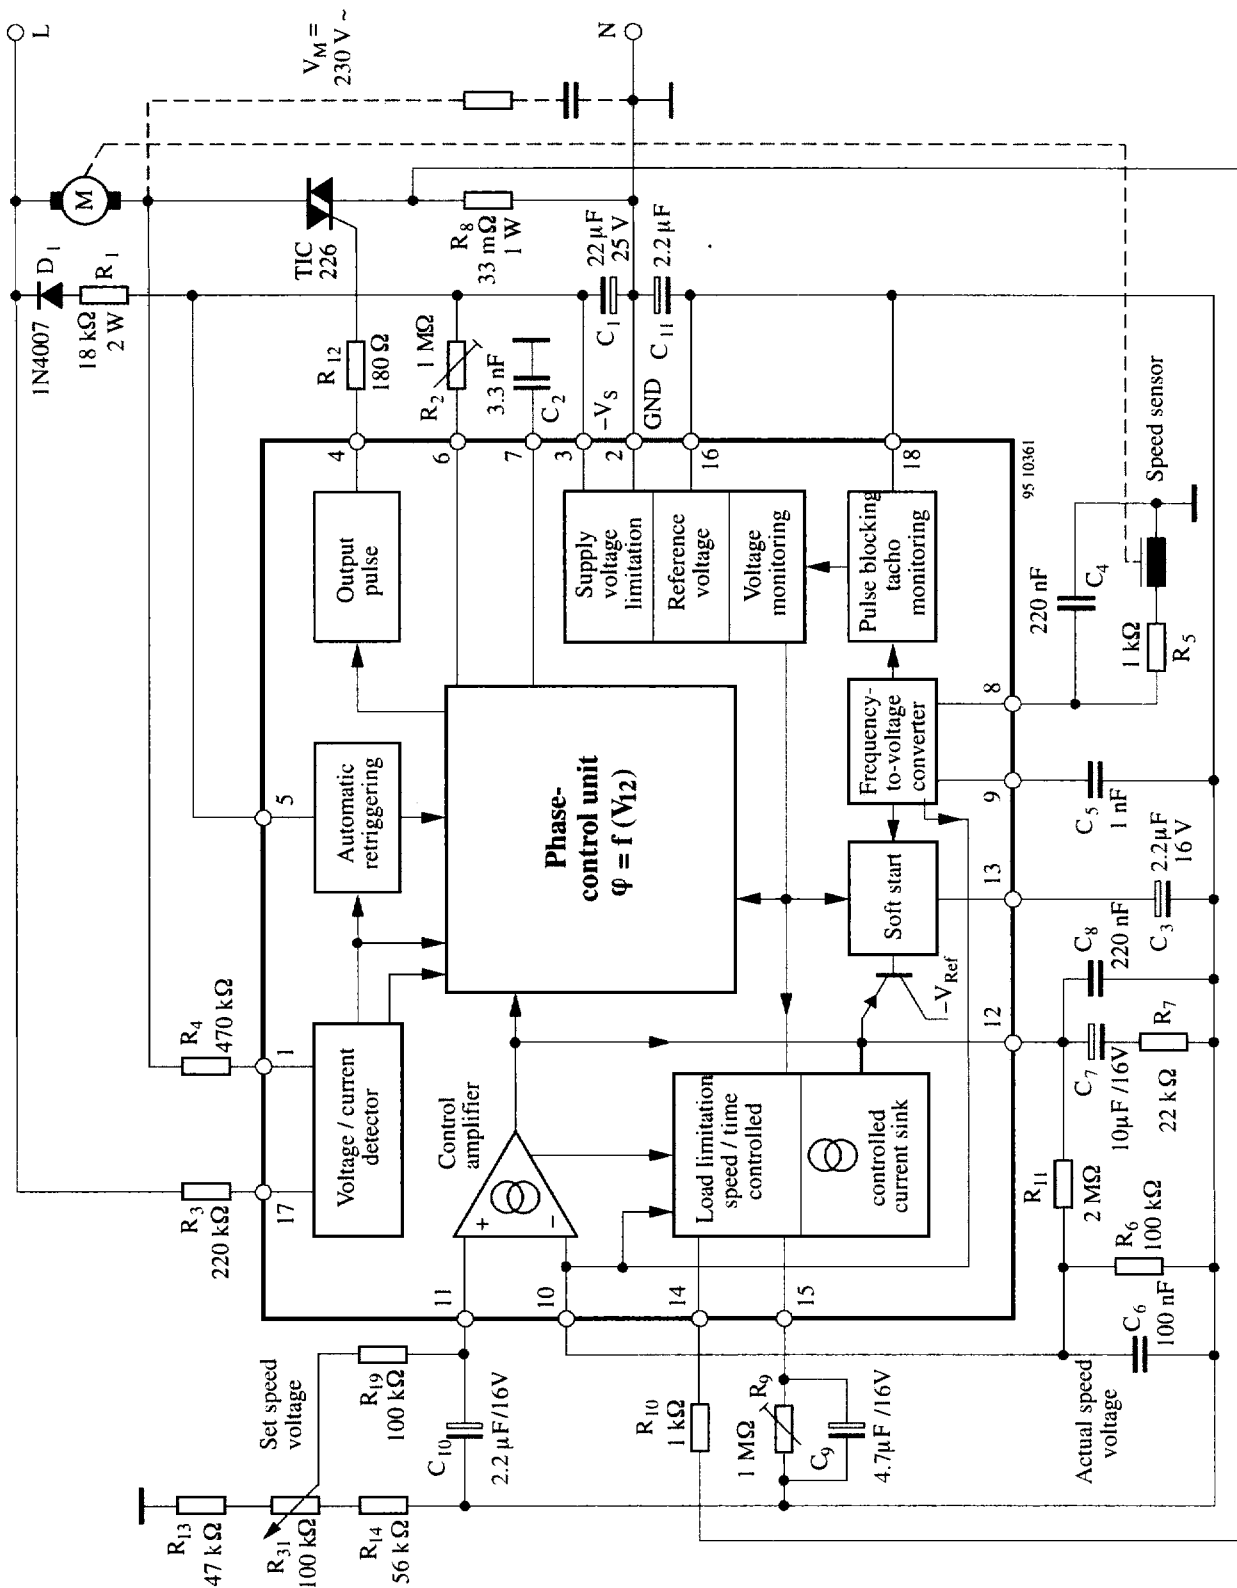 L
V_M =
230 V ~
N
M
D₁
1N4007
R₁
18 kΩ
2 W
TIC
226
R₈
33 mΩ
1 W
22 µF
25 V
C₁
2.2 µF
C₁₁
R₁₂
180 Ω
R₂
1 MΩ
3.3 nF
C₂
–V_S
GND
4
6
7
3
2
16
18
95 10361
Speed sensor
Output
pulse
Supply
voltage
limitation
Reference
voltage
Voltage
monitoring
Pulse blocking
tacho
monitoring
220 nF
C₄
1 kΩ
R₅
5
Automatic
retriggering
Phase-
control unit
φ = f (V₁₂)
Frequency-
to-voltage
converter
8
9
C₅
1 nF
Soft start
13
2.2µF
16 V
C₃
R₄
470 kΩ
1
–V_Ref
12
C₈
220 nF
R₃
220 kΩ
17
Voltage / current
detector
Control
amplifier
+
–
Load limitation
speed / time
controlled
controlled
current sink
C₇
10µF /16V
R₇
22 kΩ
R₁₁
2 MΩ
R₆
100 kΩ
C₆
100 nF
11
10
14
15
Set speed
voltage
R₁₉
100 kΩ
C₁₀
2.2 µF /16V
R₁₀
1 kΩ
R₉
1 MΩ
C₉
4.7µF /16V
Actual speed
voltage
R₁₃
47 kΩ
R₃₁
100 kΩ
R₁₄
56 kΩ